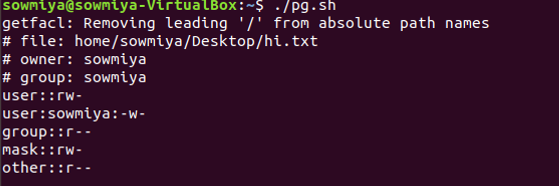 sowmiya@sowmiya-VirtualBox:~$ ./pg.sh
getfacl: Removing leading '/' from absolute path names
# file: home/sowmiya/Desktop/hi.txt
# owner: sowmiya
# group: sowmiya
user::rw-
user:sowmiya:-w-
group::r--
mask::rw-
other::r--